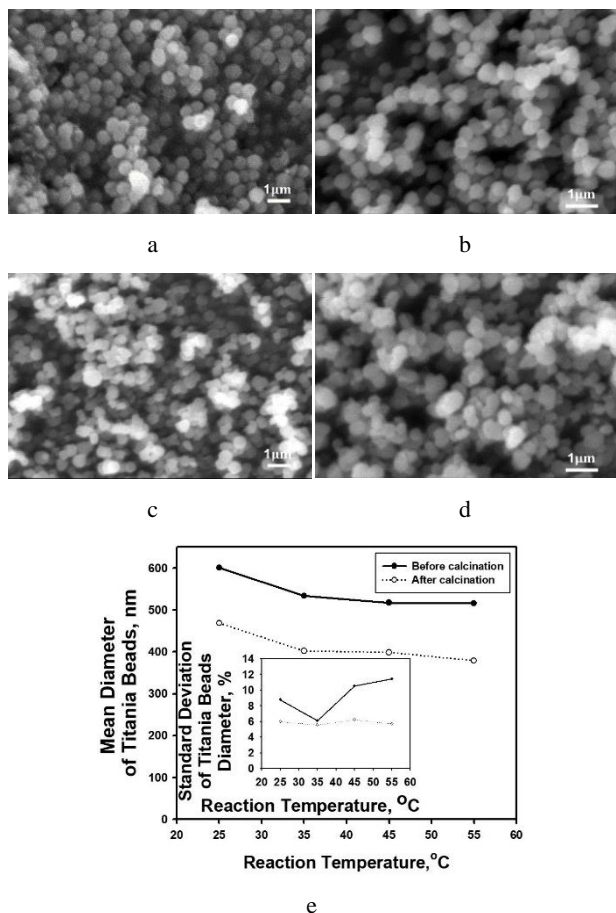 1μm
1μm
a
b
1μm
1μm
c
d
Mean Diameter
of Titania Beads, nm
600
500
400
300
200
100
0
Before calcination
After calcination
Standard Deviation
of Titania Beads
Diameter, %
14
12
10
8
6
4
2
0
20 25 30 35 40 45 50 55 60
Reaction Temperature, °C
20 25 30 35 40 45 50 55 60
Reaction Temperature,°C
e